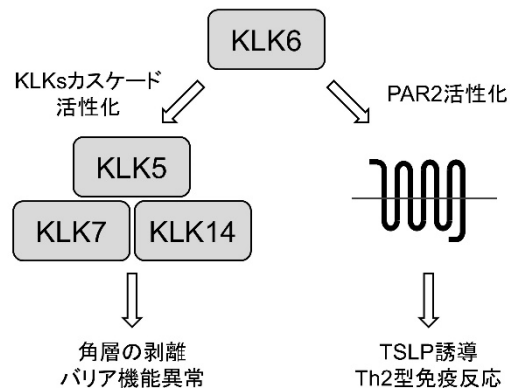 KLK6
KLKsカスケード
活性化
PAR2活性化
KLK5
KLK7
KLK14
角層の剥離
バリア機能異常
TSLP誘導
Th2型免疫反応